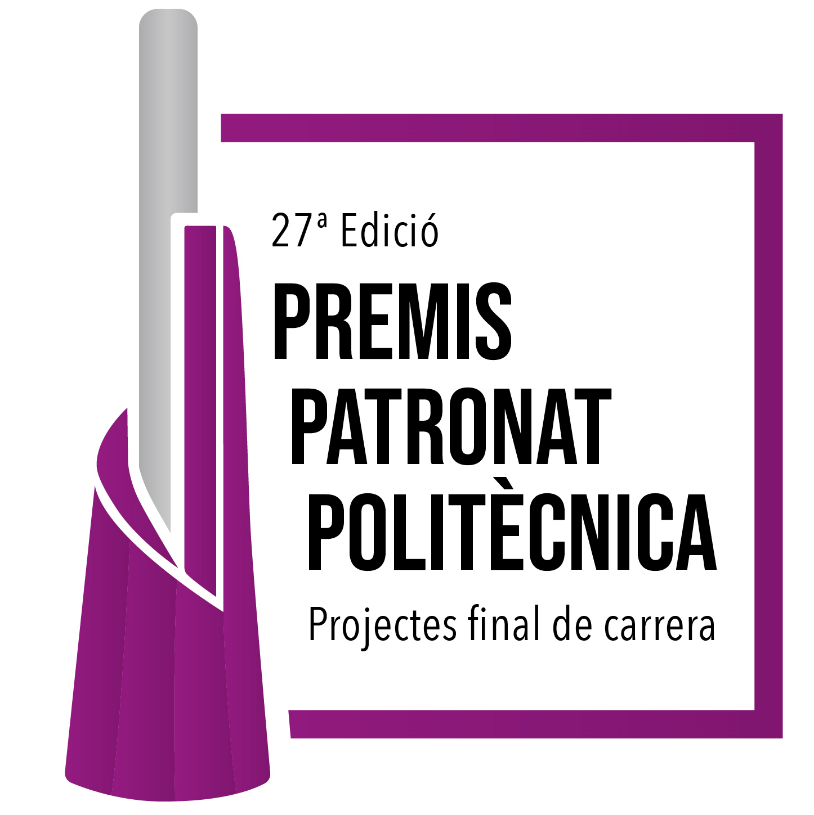 27ª Edició
PREMIS
PATRONAT
POLITÈCNICA
Projectes final de carrera